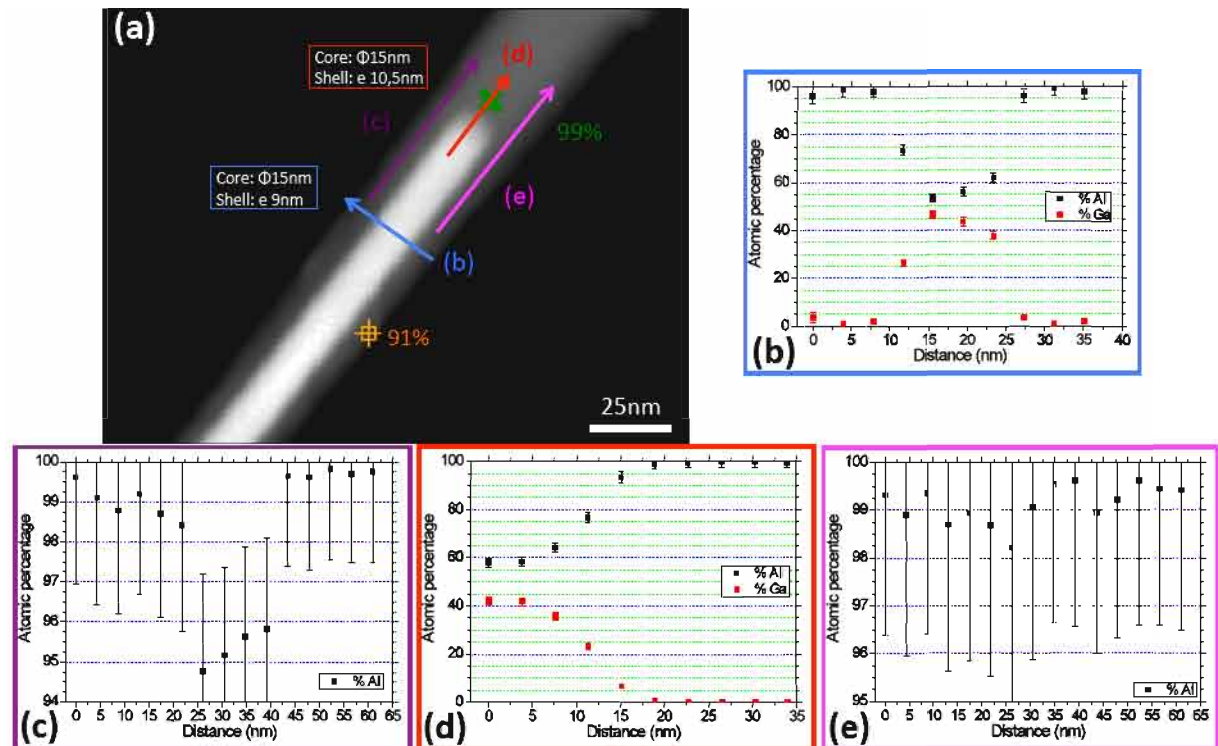 (a)
Core: Φ15nm
Shell: e 10,5nm
(d)
(c)
99%
Core: Φ15nm
Shell: e 9nm
(e)
(b)
91%
25nm
Atomic percentage
100
80
60
40
20
0
% Al
% Ga
0 5 10 15 20 25 30 35 40
Distance (nm)
(b)
Atomic percentage
100
99
98
97
96
95
94
% Al
0 5 10 15 20 25 30 35 40 45 50 55 60 65
Distance (nm)
(c)
Atomic percentage
100
80
60
40
20
0
% Al
% Ga
0 5 10 15 20 25 30 35
Distance (nm)
(d)
Atomic percentage
100
99
98
97
96
95
% Al
0 5 10 15 20 25 30 35 40 45 50 55 60 65
Distance (nm)
(e)